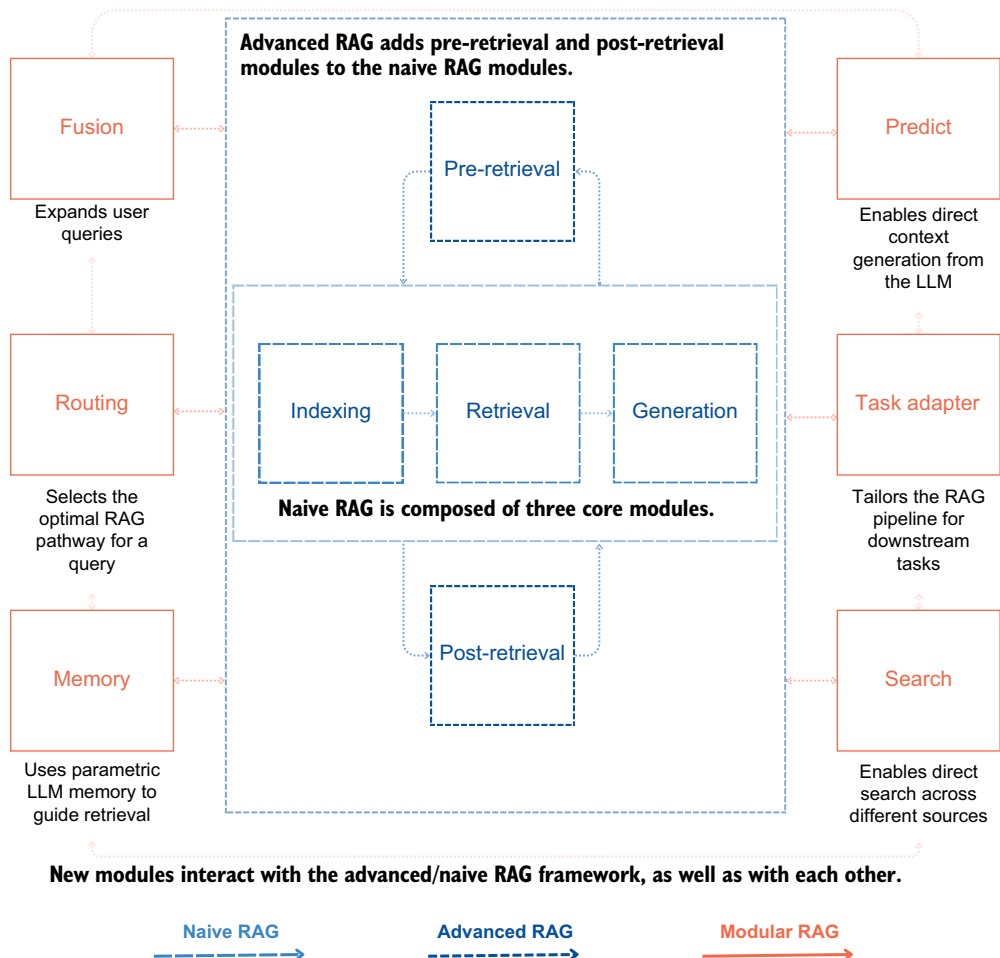 Advanced RAG adds pre-retrieval and post-retrieval
modules to the naive RAG modules.
Fusion
Expands user
queries
Pre-retrieval
Predict
Enables direct
context
generation from
the LLM
Routing
Selects the
optimal RAG
pathway for a
query
Indexing
Retrieval
Generation
Naive RAG is composed of three core modules.
Task adapter
Tailors the RAG
pipeline for
downstream
tasks
Memory
Uses parametric
LLM memory to
guide retrieval
Post-retrieval
Search
Enables direct
search across
different sources
New modules interact with the advanced/naive RAG framework, as well as with each other.
Naive RAG
Advanced RAG
Modular RAG